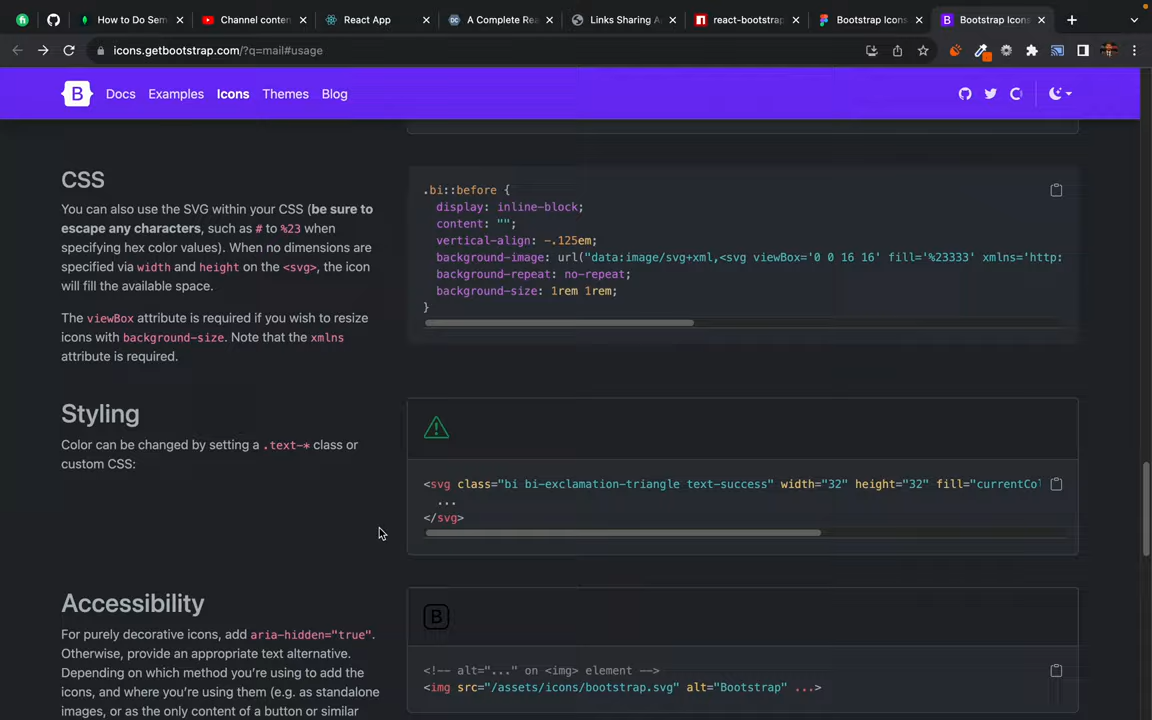 How to Do Sem
Channel conten
React App
A Complete Rea
Links Sharing A
react-bootstrap
Bootstrap Icons
Bootstrap Icons
icons.getbootstrap.com/?q=mail#usage
B
Docs
Examples
Icons
Themes
Blog
CSS
You can also use the SVG within your CSS (be sure to
escape any characters, such as # to %23 when
specifying hex color values). When no dimensions are
specified via width and height on the <svg>, the icon
will fill the available space.
The viewBox attribute is required if you wish to resize
icons with background-size. Note that the xmlns
attribute is required.
.bi::before {
display: inline-block;
content: "";
vertical-align: -.125em;
background-image: url("data:image/svg+xml,<svg viewBox='0 0 16 16' fill='%23333' xmlns='http:
background-repeat: no-repeat;
background-size: 1rem 1rem;
}
Styling
Color can be changed by setting a .text-* class or
custom CSS:
<svg class="bi bi-exclamation-triangle text-success" width="32" height="32" fill="currentCol
...
</svg>
Accessibility
For purely decorative icons, add aria-hidden="true".
Otherwise, provide an appropriate text alternative.
Depending on which method you're using to add the
icons, and where you're using them (e.g. as standalone
images, or as the only content of a button or similar
B
<!-- alt="..." on <img> element -->
<img src="/assets/icons/bootstrap.svg" alt="Bootstrap" ...>